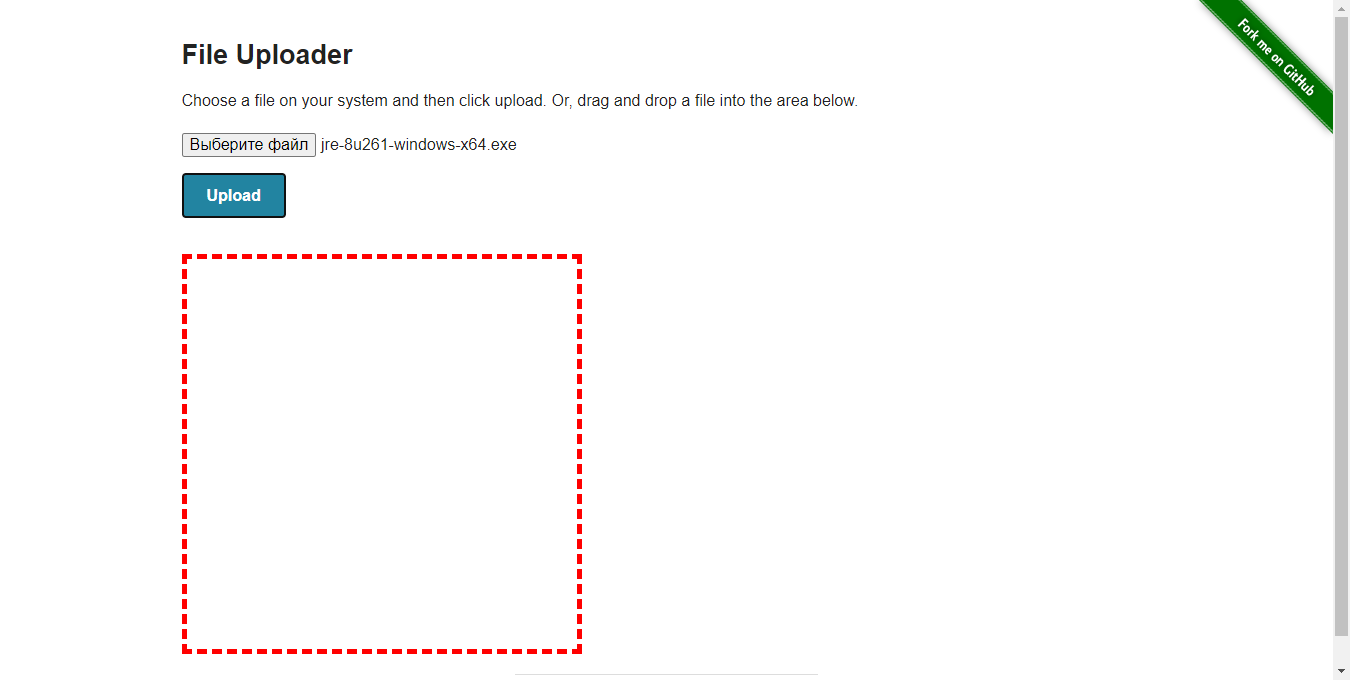 File Uploader
Choose a file on your system and then click upload. Or, drag and drop a file into the area below.
Выберите файл jre-8u261-windows-x64.exe
Upload
Fork me on GitHub